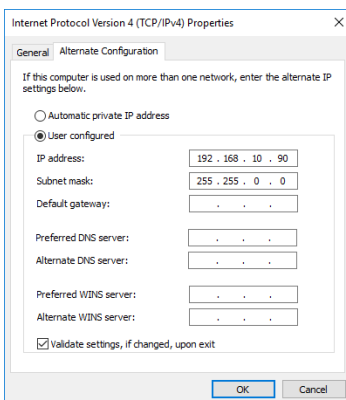 Internet Protocol Version 4 (TCP/IPv4) Properties
General Alternate Configuration
If this computer is used on more than one network, enter the alternate IP
settings below.
Automatic private IP address
User configured
IP address: 192 . 168 . 10 . 90
Subnet mask: 255 . 255 . 0 . 0
Default gateway: . . .
Preferred DNS server: . . .
Alternate DNS server: . . .
Preferred WINS server: . . .
Alternate WINS server: . . .
Validate settings, if changed, upon exit
OK Cancel